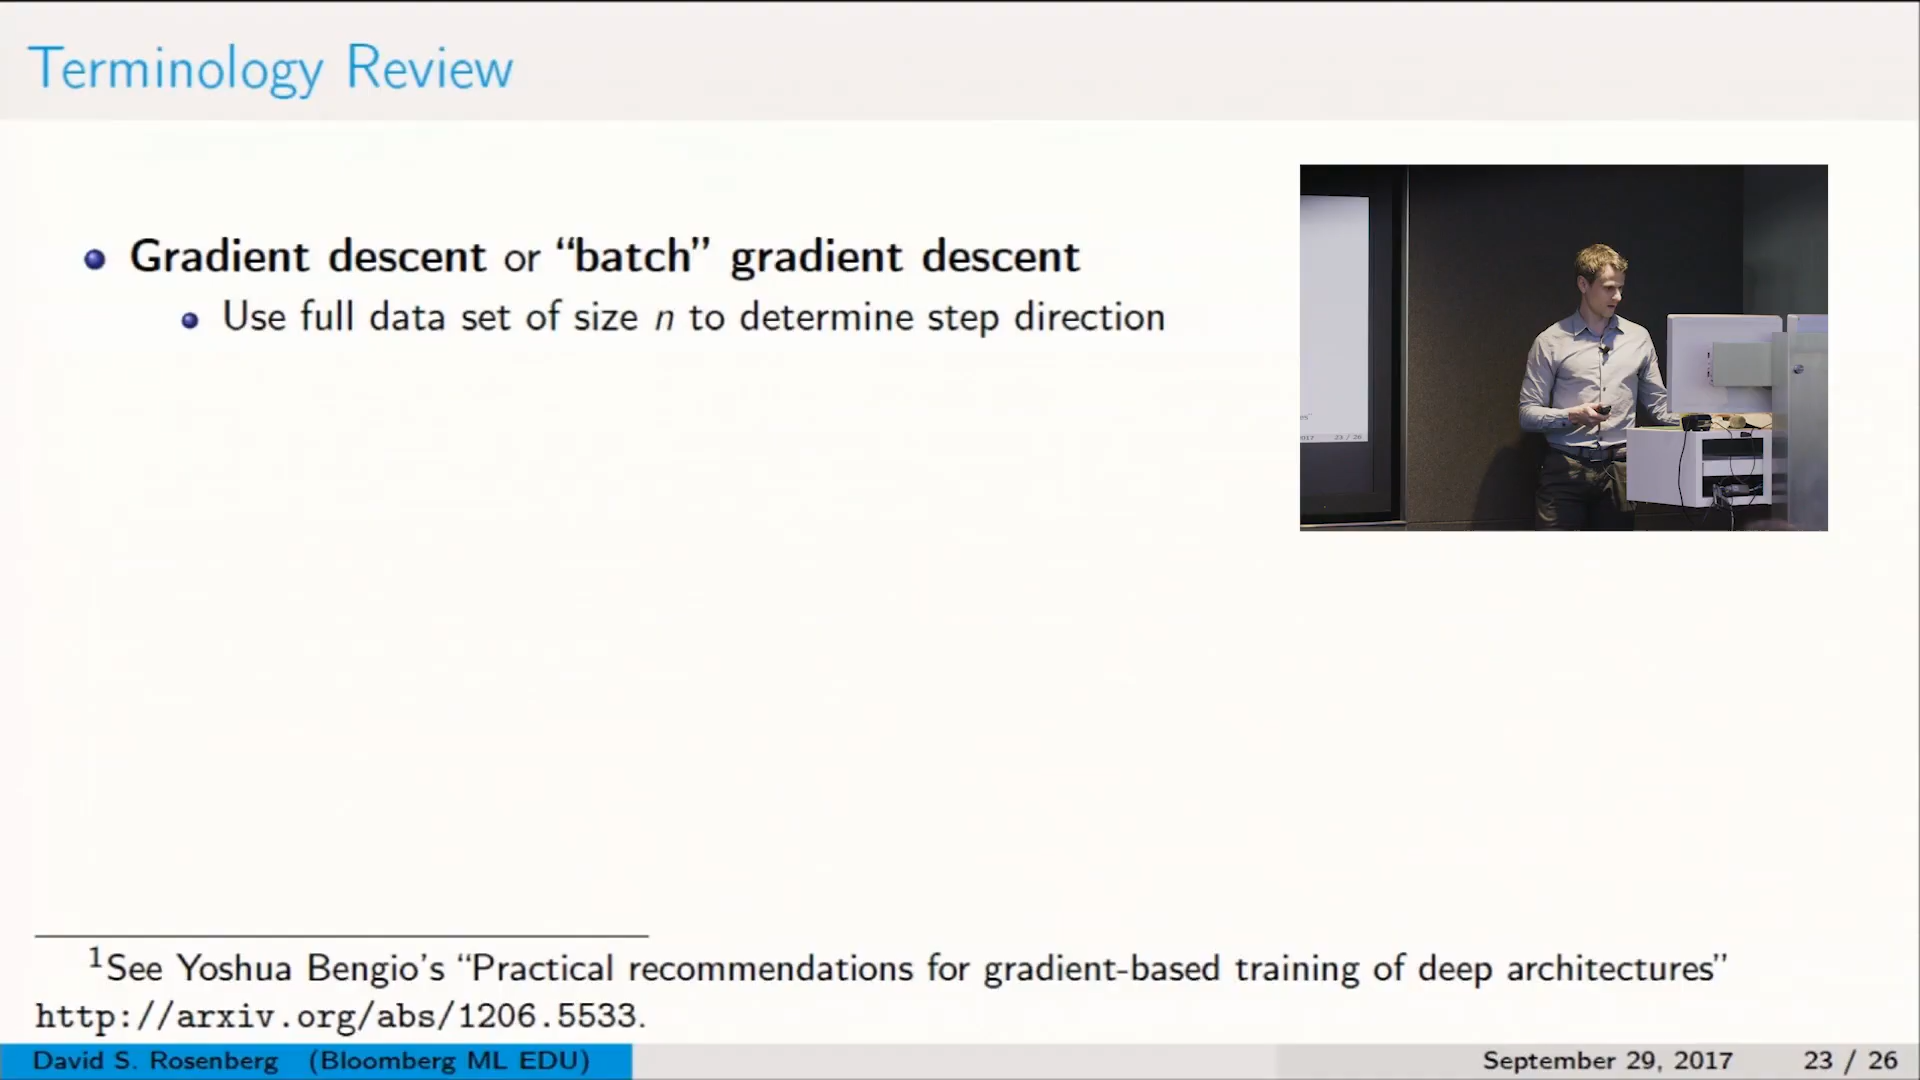 Terminology Review
Gradient descent or “batch” gradient descent
Use full data set of size n to determine step direction
23 / 26
¹See Yoshua Bengio’s “Practical recommendations for gradient-based training of deep architectures”
http://arxiv.org/abs/1206.5533.
David S. Rosenberg (Bloomberg ML EDU) September 29, 2017 23 / 26